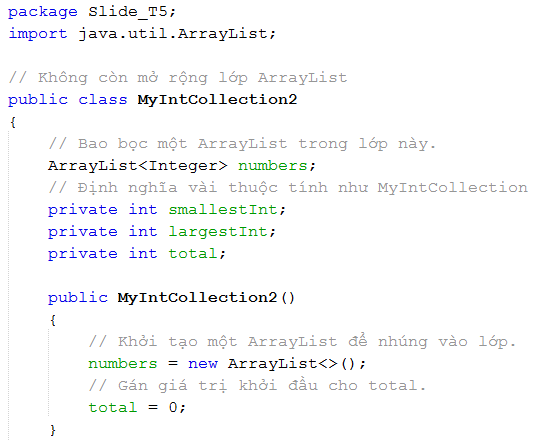 package Slide_T5;
import java.util.ArrayList;
// Không còn mở rộng lớp ArrayList
public class MyIntCollection2
{
// Bao bọc một ArrayList trong lớp này.
ArrayList<Integer> numbers;
// Định nghĩa vài thuộc tính như MyIntCollection
private int smallestInt;
private int largestInt;
private int total;
public MyIntCollection2()
{
// Khởi tạo một ArrayList để nhúng vào lớp.
numbers = new ArrayList<>();
// Gán giá trị khởi đầu cho total.
total = 0;
}